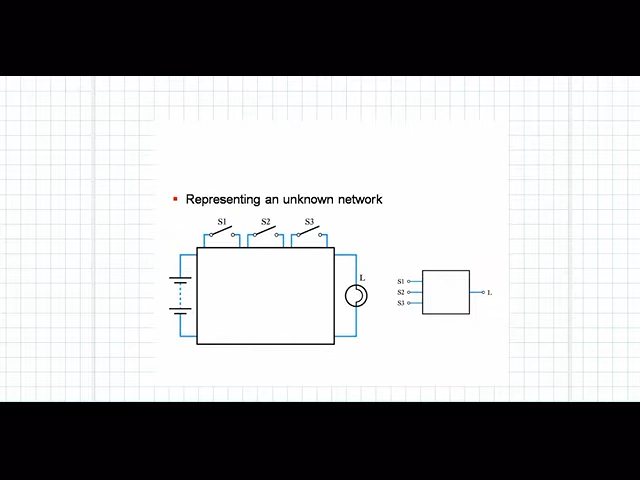 Representing an unknown network
S1 S2 S3
L
S1
S2
S3
L